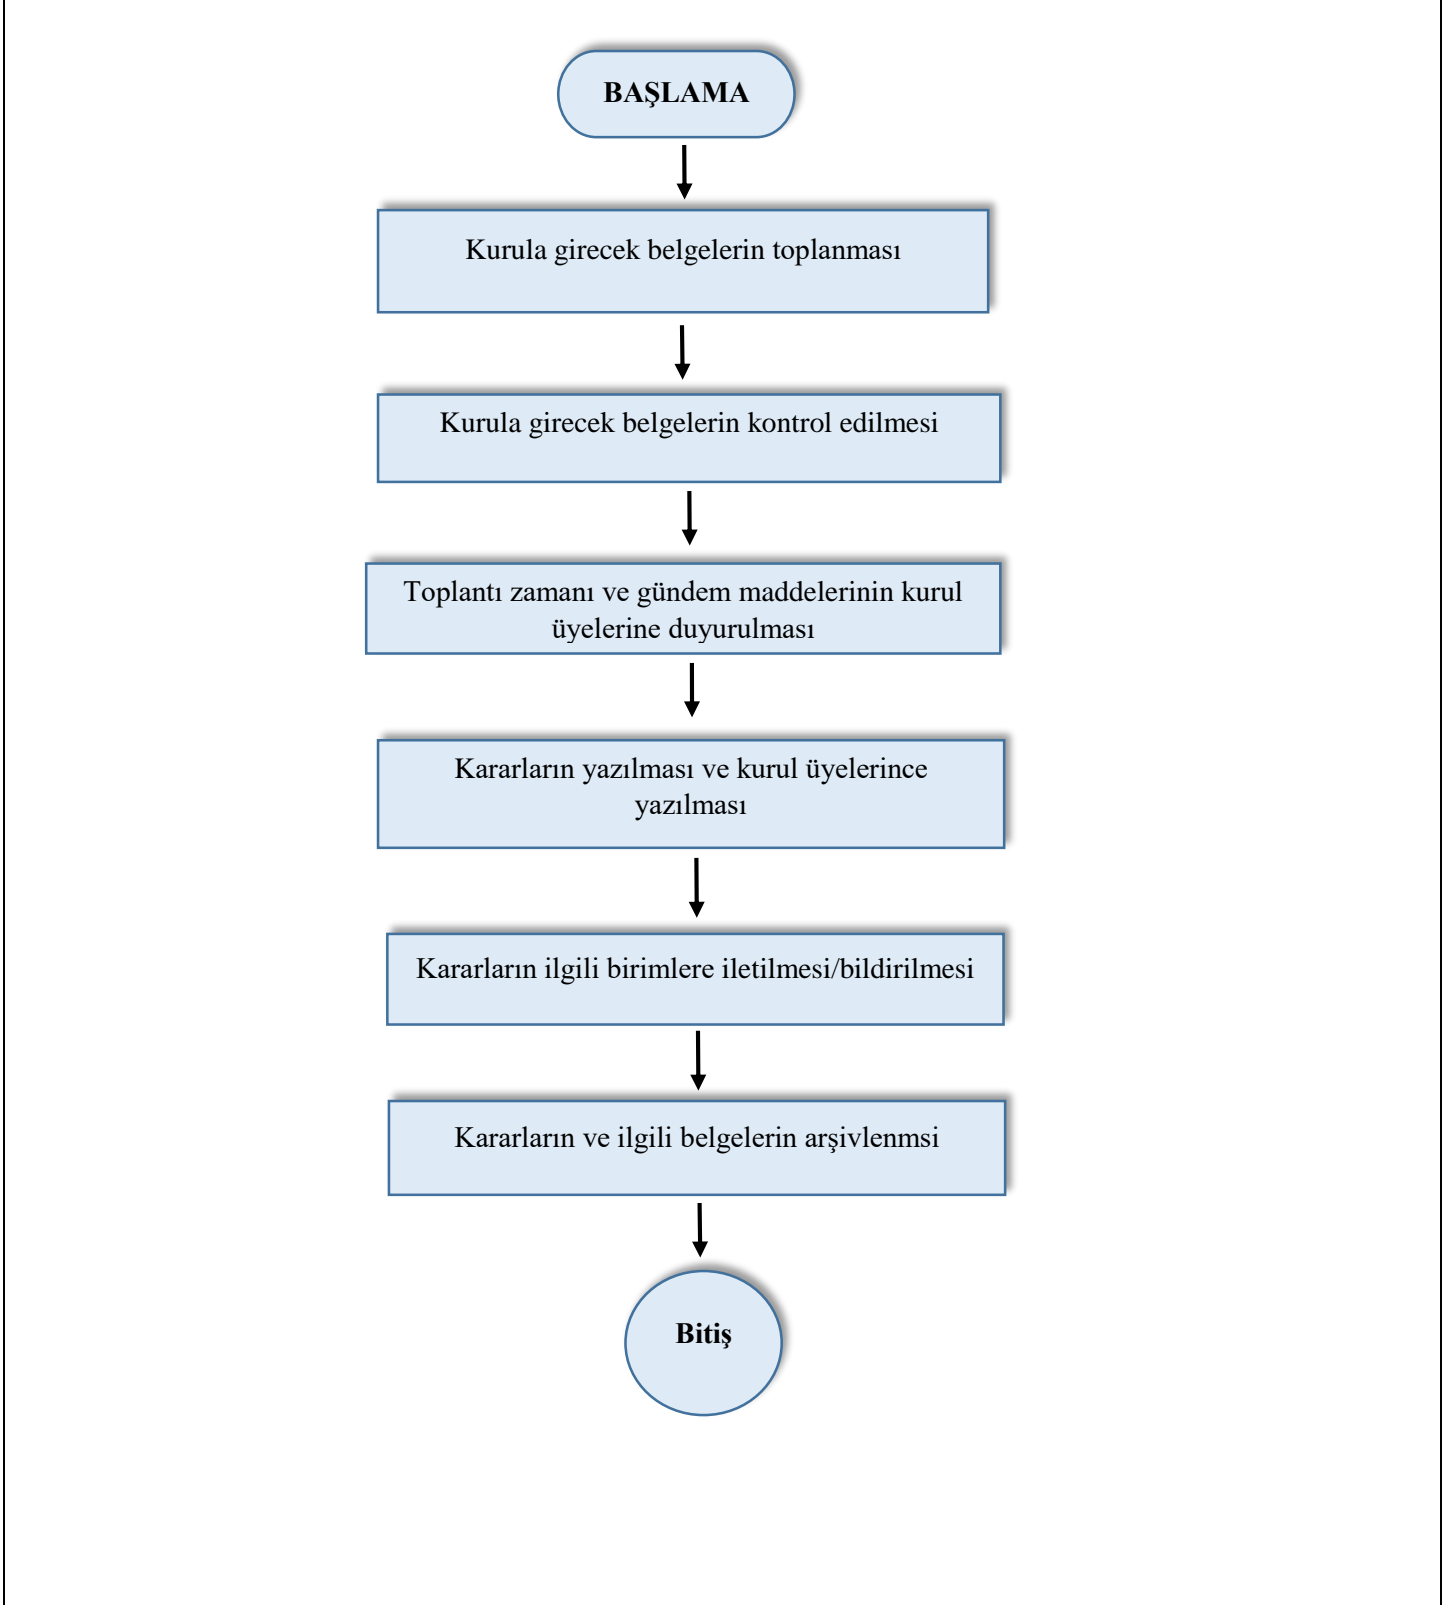 BAŞLAMA
Kurula girecek belgelerin toplanması
Kurula girecek belgelerin kontrol edilmesi
Toplantı zamanı ve gündem maddelerinin kurul
üyelerine duyurulması
Kararların yazılması ve kurul üyelerince
yazılması
Kararların ilgili birimlere iletilmesi/bildirilmesi
Kararların ve ilgili belgelerin arşivlenmsi
Bitiş